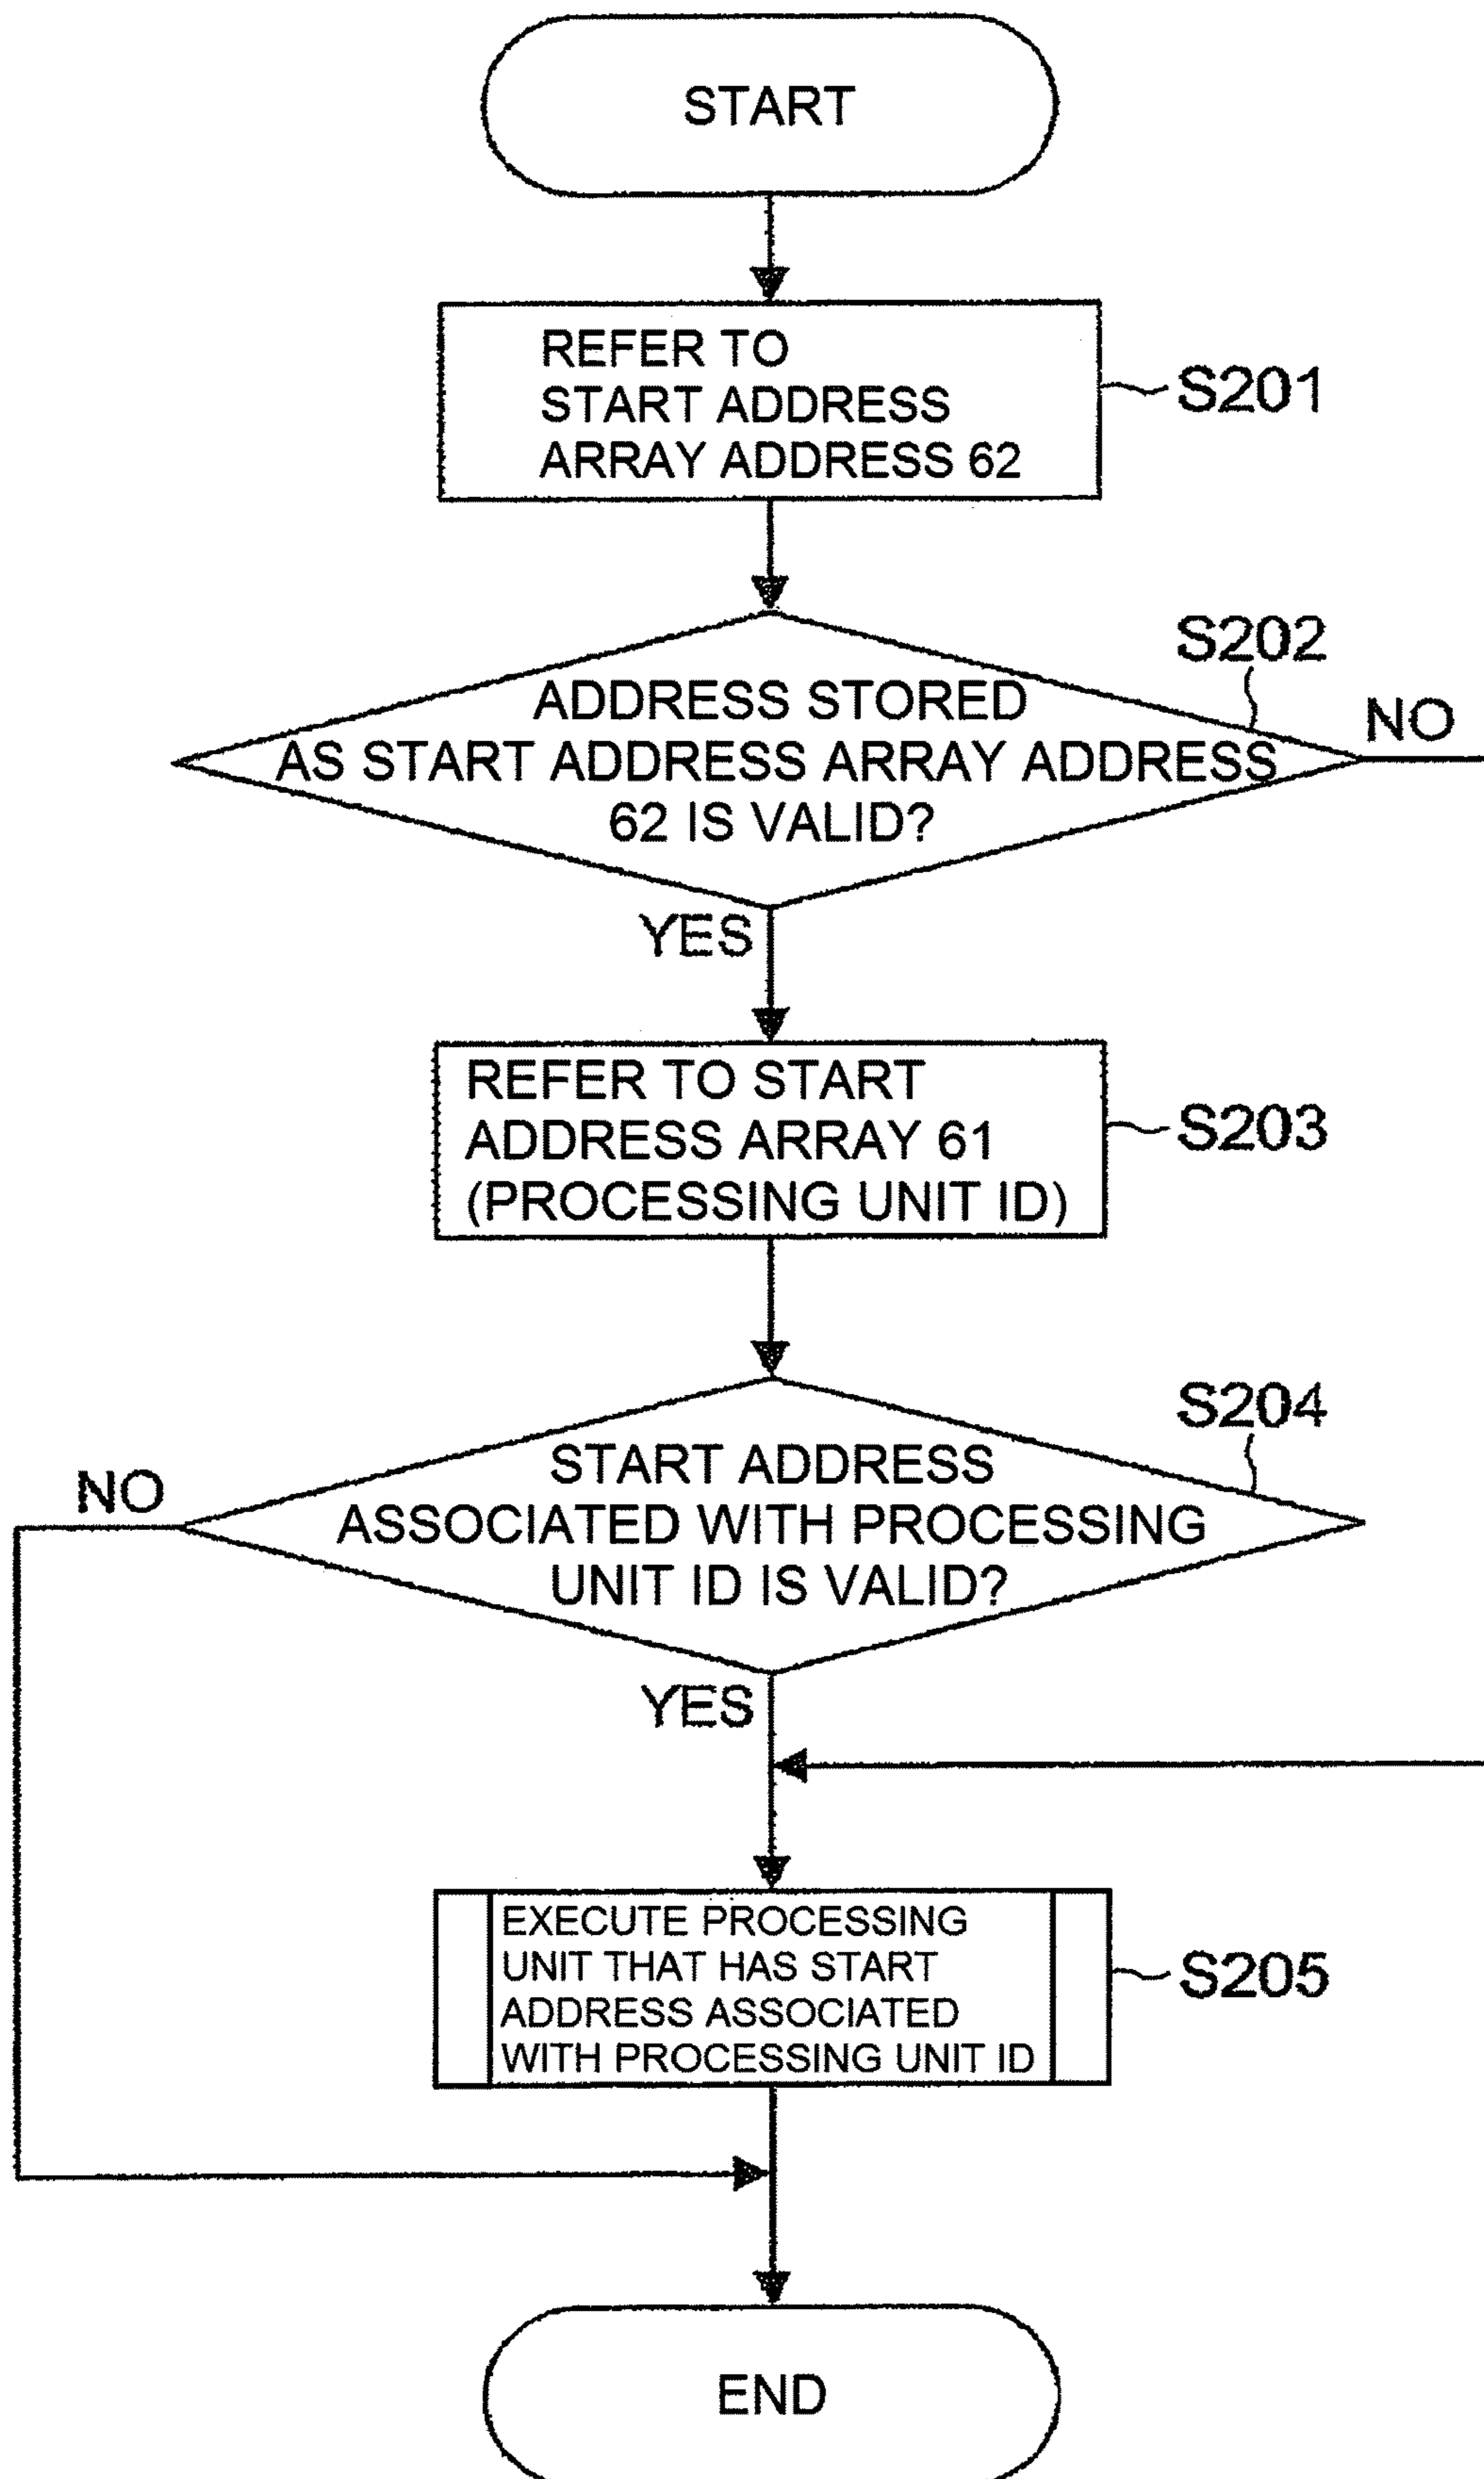 START
REFER TO
START ADDRESS
ARRAY ADDRESS 62
S201
S202
ADDRESS STORED
AS START ADDRESS ARRAY ADDRESS
62 IS VALID?
NO
YES
REFER TO START
ADDRESS ARRAY 61
(PROCESSING UNIT ID)
S203
S204
START ADDRESS
ASSOCIATED WITH PROCESSING
UNIT ID IS VALID?
NO
YES
EXECUTE PROCESSING
UNIT THAT HAS START
ADDRESS ASSOCIATED
WITH PROCESSING UNIT ID
S205
END